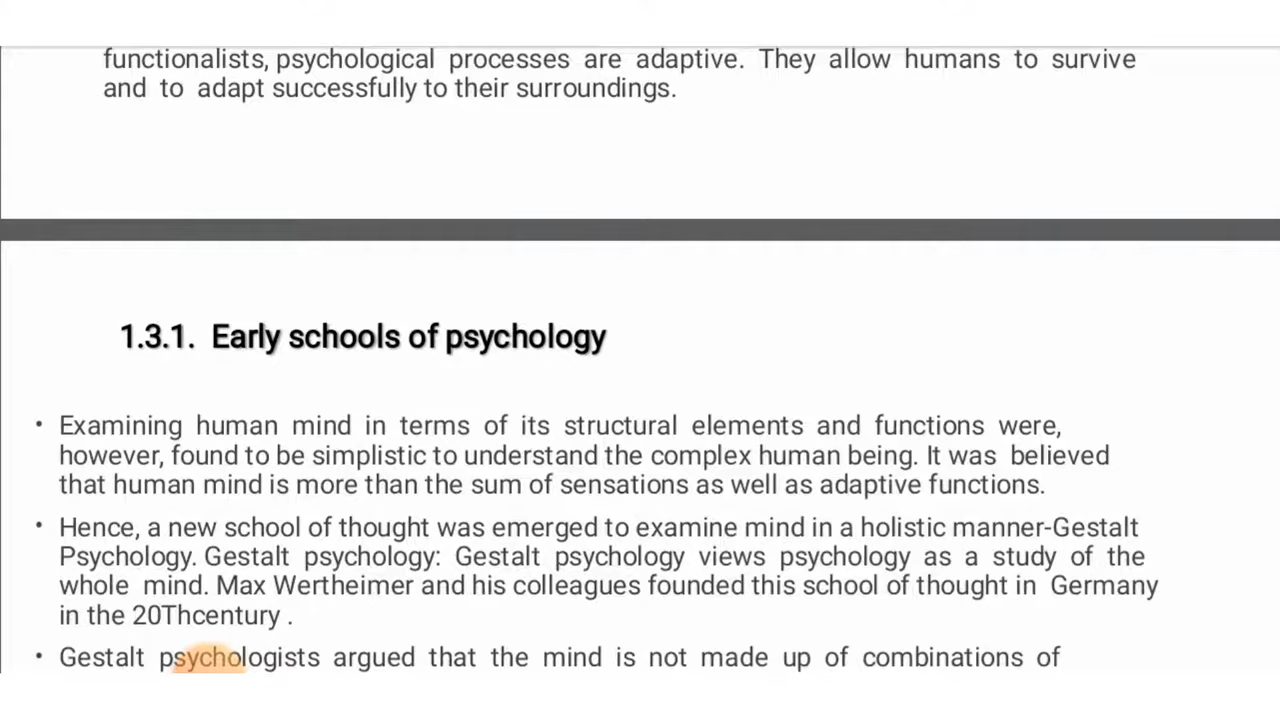 functionalists, psychological processes are adaptive. They allow humans to survive
and to adapt successfully to their surroundings.
1.3.1. Early schools of psychology
• Examining human mind in terms of its structural elements and functions were,
however, found to be simplistic to understand the complex human being. It was believed
that human mind is more than the sum of sensations as well as adaptive functions.
• Hence, a new school of thought was emerged to examine mind in a holistic manner-Gestalt
Psychology. Gestalt psychology: Gestalt psychology views psychology as a study of the
whole mind. Max Wertheimer and his colleagues founded this school of thought in Germany
in the 20Thcentury .
• Gestalt psychologists argued that the mind is not made up of combinations of